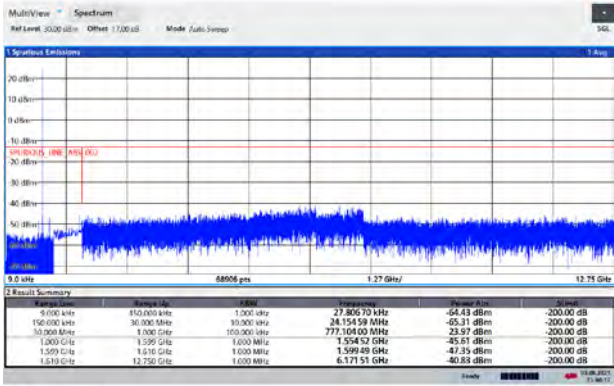 MultiView Spectrum
Ref Level 30.00 dBm Offset 17.00 dB Mode Auto Sweep
SGL
1 Spurious Emissions 1 Avg
20 dBm
10 dBm
0 dBm
-10 dBm
SPURIOUS_LINE_ABS_002
-20 dBm
-30 dBm
-40 dBm
-50 dBm
9.0 kHz 68906 pts 1.27 GHz/ 12.75 GHz
2 Result Summary
Range Low Range Up RBW Frequency Power Abs ΔLimit
9.000 kHz 150.000 kHz 1.000 kHz 27.80670 kHz -64.43 dBm -200.00 dB
150.000 kHz 30.000 MHz 10.000 kHz 24.15459 MHz -65.31 dBm -200.00 dB
30.000 MHz 1.000 GHz 100.000 kHz 777.10400 MHz 23.97 dBm -200.00 dB
1.000 GHz 1.599 GHz 1.000 MHz 1.55452 GHz -45.61 dBm -200.00 dB
1.599 GHz 1.610 GHz 1.000 MHz 1.59949 GHz -47.35 dBm -200.00 dB
1.610 GHz 12.750 GHz 1.000 MHz 6.17151 GHz -40.83 dBm -200.00 dB
Ready